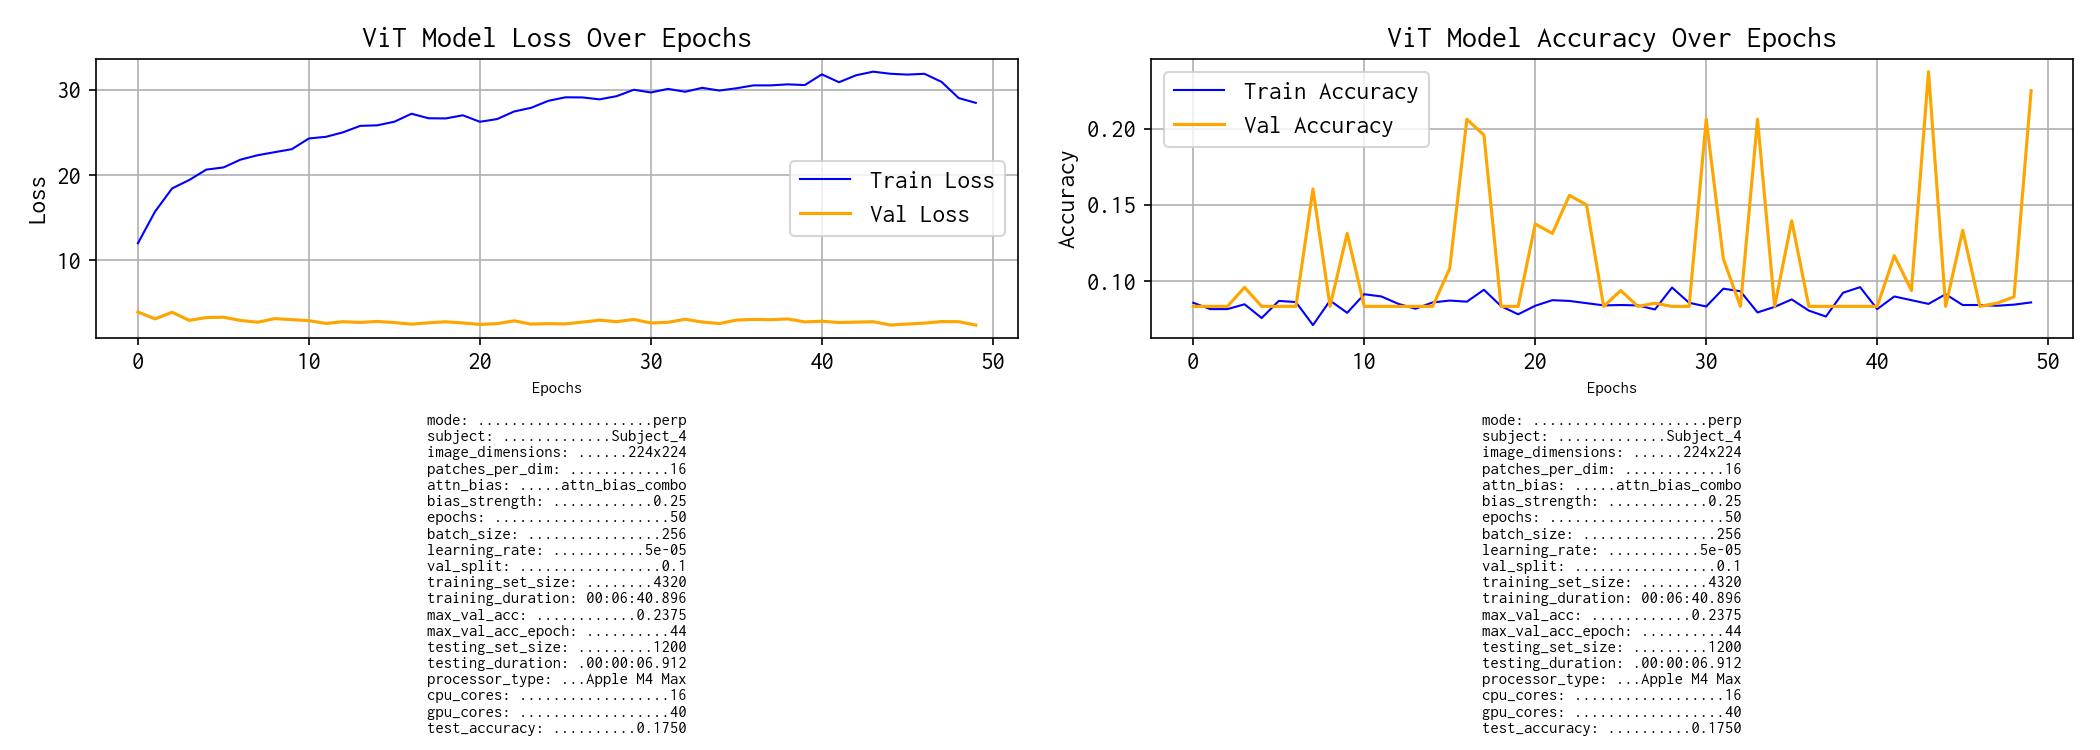 ViT Model Loss Over Epochs
30
20
10
Loss
Train Loss
Val Loss
0 10 20 30 40 50
Epochs
mode: .....................perp
subject: .............Subject_4
image_dimensions: ......224x224
patches_per_dim: ............16
attn_bias: .....attn_bias_combo
bias_strength: ............0.25
epochs: .....................50
batch_size: ................256
learning_rate: ...........5e-05
val_split: .................0.1
training_set_size: ........4320
training_duration: 00:06:40.896
max_val_acc: ............0.2375
max_val_acc_epoch: ..........44
testing_set_size: .........1200
testing_duration: .00:00:06.912
processor_type: ...Apple M4 Max
cpu_cores: ..................16
gpu_cores: ..................40
test_accuracy: ..........0.1750
ViT Model Accuracy Over Epochs
0.20
0.15
0.10
Accuracy
Train Accuracy
Val Accuracy
0 10 20 30 40 50
Epochs
mode: .....................perp
subject: .............Subject_4
image_dimensions: ......224x224
patches_per_dim: ............16
attn_bias: .....attn_bias_combo
bias_strength: ............0.25
epochs: .....................50
batch_size: ................256
learning_rate: ...........5e-05
val_split: .................0.1
training_set_size: ........4320
training_duration: 00:06:40.896
max_val_acc: ............0.2375
max_val_acc_epoch: ..........44
testing_set_size: .........1200
testing_duration: .00:00:06.912
processor_type: ...Apple M4 Max
cpu_cores: ..................16
gpu_cores: ..................40
test_accuracy: ..........0.1750